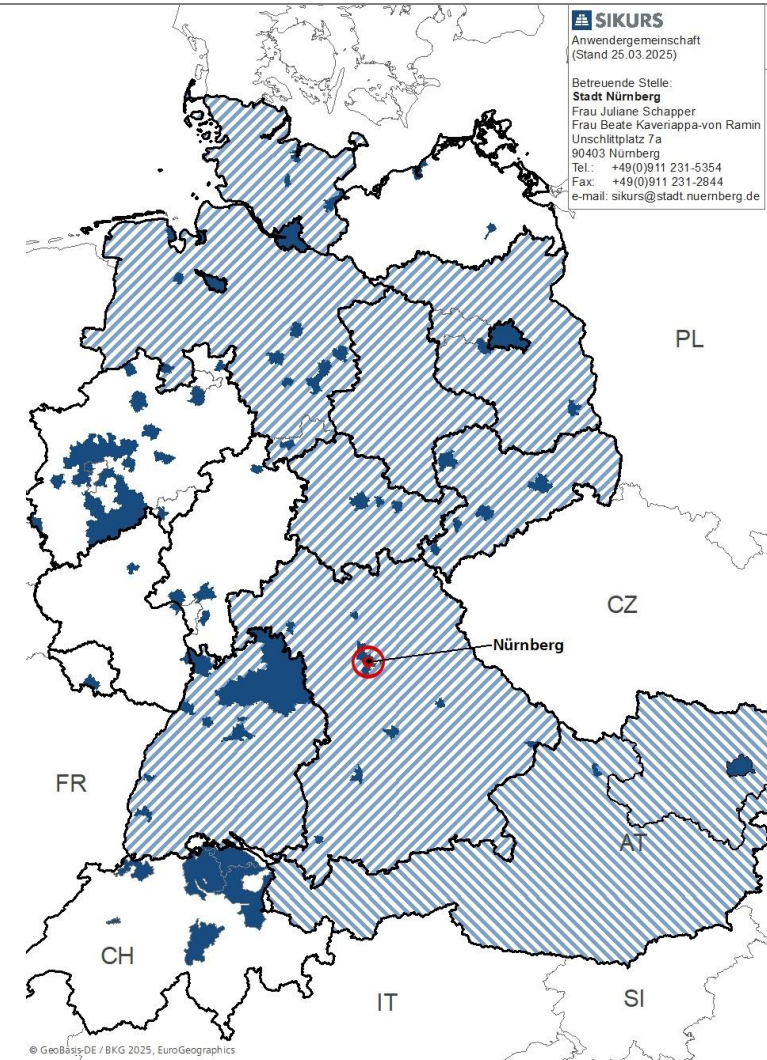 SIKURS
Anwendergemeinschaft
(Stand 25.03.2025)
Betreuende Stelle:
Stadt Nürnberg
Frau Juliane Schapper
Frau Beate Kaveriappa-von Ramin
Unschlittplatz 7a
90403 Nürnberg
Tel.: +49(0)911 231-5354
Fax: +49(0)911 231-2844
e-mail: sikurs@stadt.nuernberg.de
PL
CZ
Nürnberg
FR
AT
CH
IT
SI
© GeoBasis-DE / BKG 2025, EuroGeographics